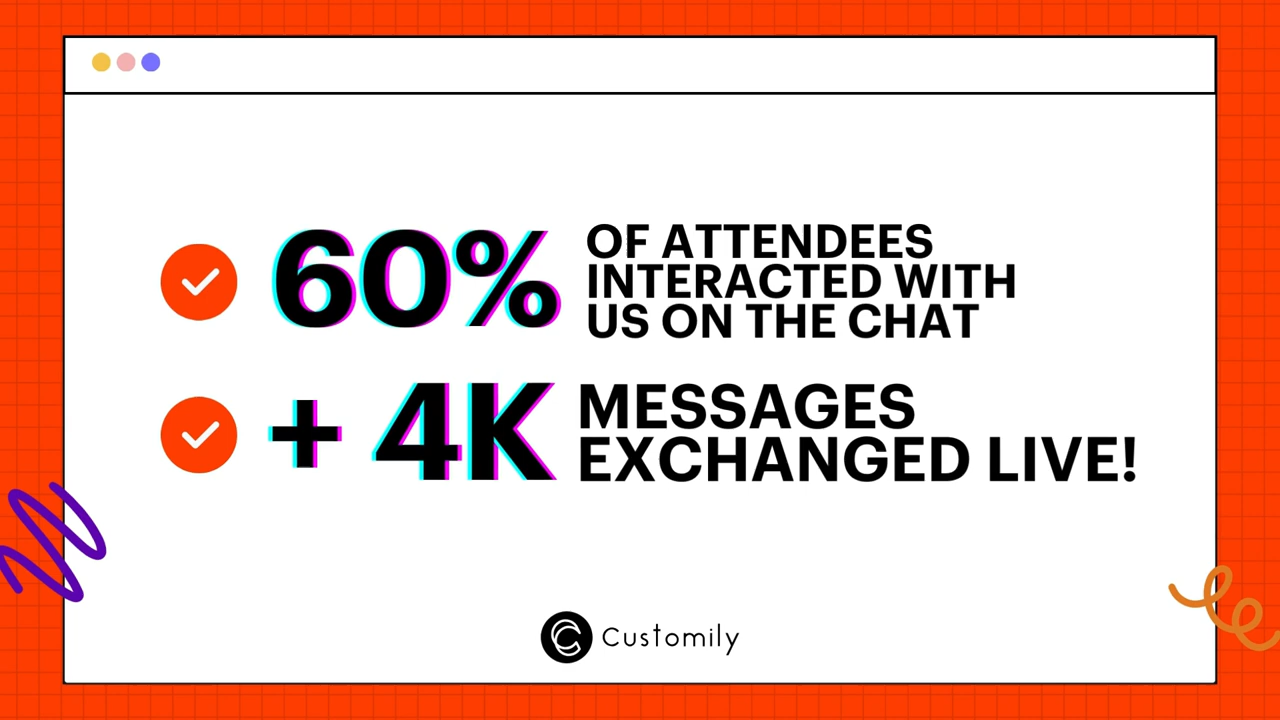 60%
OF ATTENDEES
INTERACTED WITH
US ON THE CHAT
+ 4K
MESSAGES
EXCHANGED LIVE!
Customily